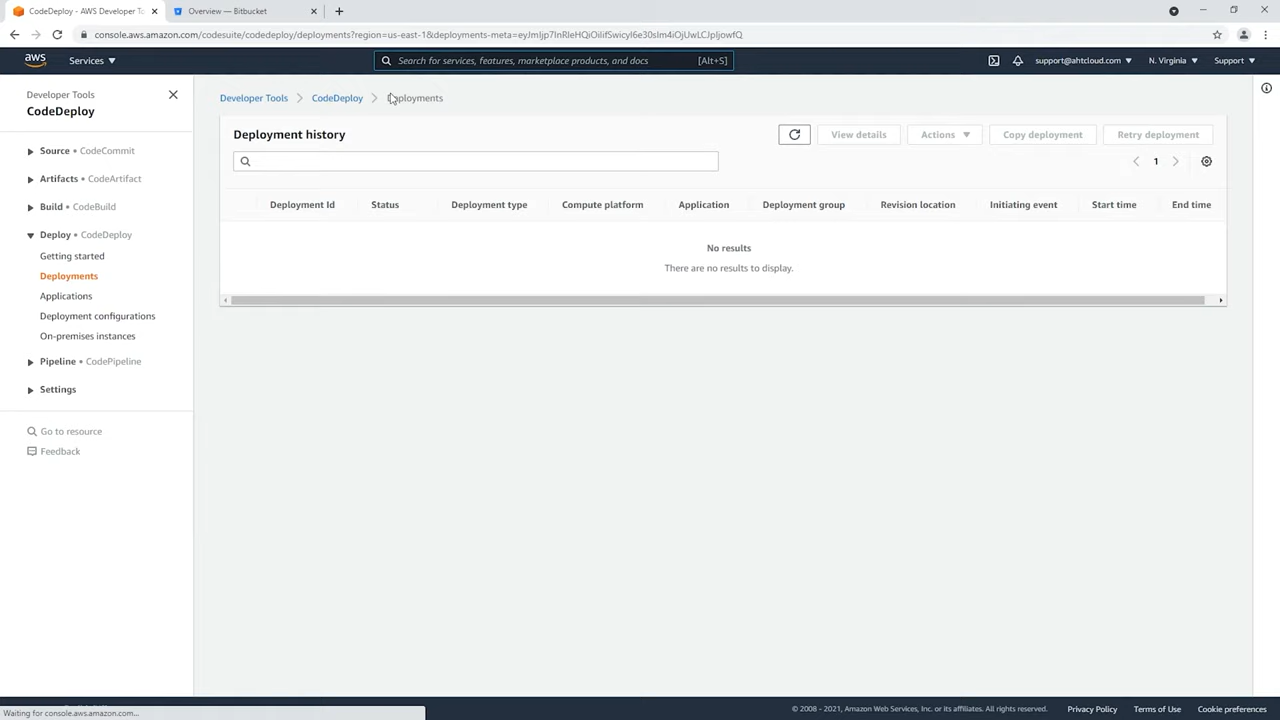 CodeDeploy - AWS Developer To
Overview — Bitbucket
console.aws.amazon.com/codesuite/codedeploy/deployments?region=us-east-1&deployments-meta=eyJmIjp7InRleHQiOiIifSwicyI6e30sIm4iOjUwLCJpIjowfQ
aws
Services
Search for services, features, marketplace products, and docs
[Alt+S]
support@ahtcloud.com
N. Virginia
Support
Developer Tools
CodeDeploy
Source • CodeCommit
Artifacts • CodeArtifact
Build • CodeBuild
Deploy • CodeDeploy
Getting started
Deployments
Applications
Deployment configurations
On-premises instances
Pipeline • CodePipeline
Settings
Go to resource
Feedback
Developer Tools
CodeDeploy
Deployments
Deployment history
View details
Actions
Copy deployment
Retry deployment
1
Deployment Id
Status
Deployment type
Compute platform
Application
Deployment group
Revision location
Initiating event
Start time
End time
No results
There are no results to display.
Waiting for console.aws.amazon.com...
© 2008 - 2021, Amazon Web Services, Inc. or its affiliates. All rights reserved.
Privacy Policy
Terms of Use
Cookie preferences